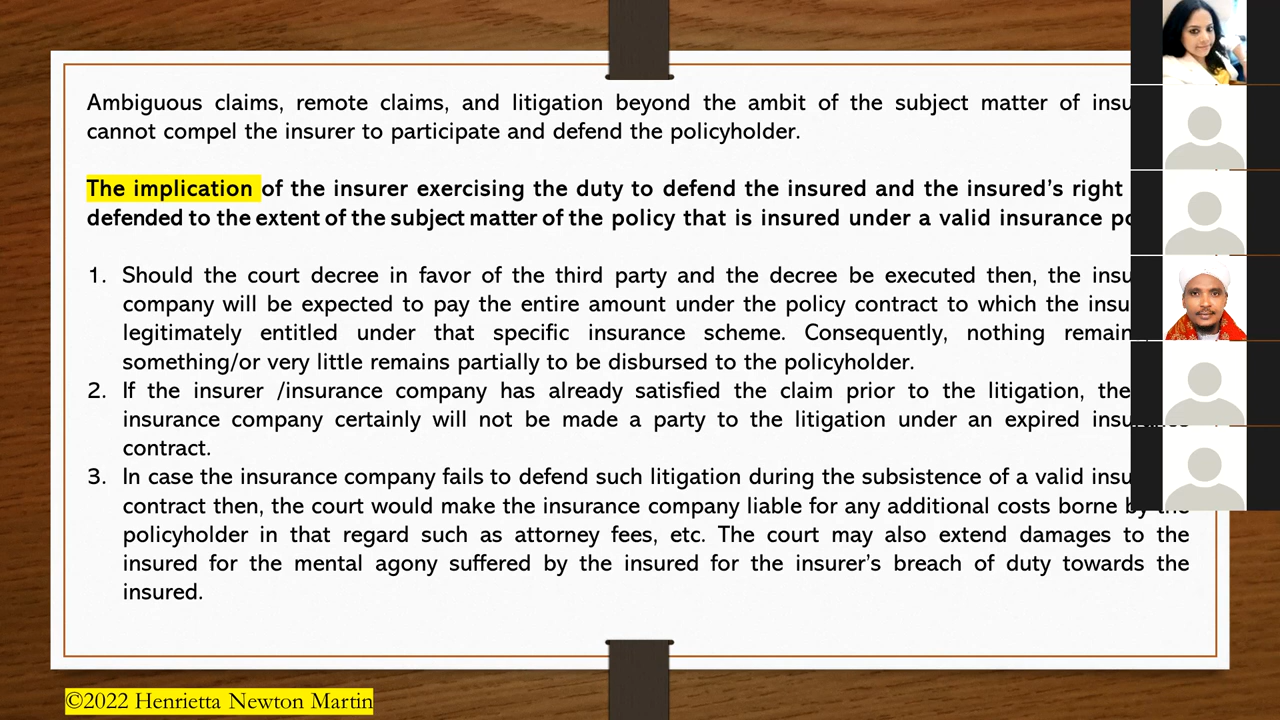 Ambiguous claims, remote claims, and litigation beyond the ambit of the subject matter of
cannot compel the insurer to participate and defend the policyholder.
The implication of the insurer exercising the duty to defend the insured and the insured’s right
defended to the extent of the subject matter of the policy that is insured under a valid insurance
1. Should the court decree in favor of the third party and the decree be executed then, the
company will be expected to pay the entire amount under the policy contract to which the
legitimately entitled under that specific insurance scheme. Consequently, nothing
something/or very little remains partially to be disbursed to the policyholder.
2. If the insurer /insurance company has already satisfied the claim prior to the litigation,
insurance company certainly will not be made a party to the litigation under an expired insurance
contract.
3. In case the insurance company fails to defend such litigation during the subsistence of a valid
contract then, the court would make the insurance company liable for any additional costs borne by the
policyholder in that regard such as attorney fees, etc. The court may also extend damages to the
insured for the mental agony suffered by the insured for the insurer’s breach of duty towards the
insured.
©2022 Henrietta Newton Martin